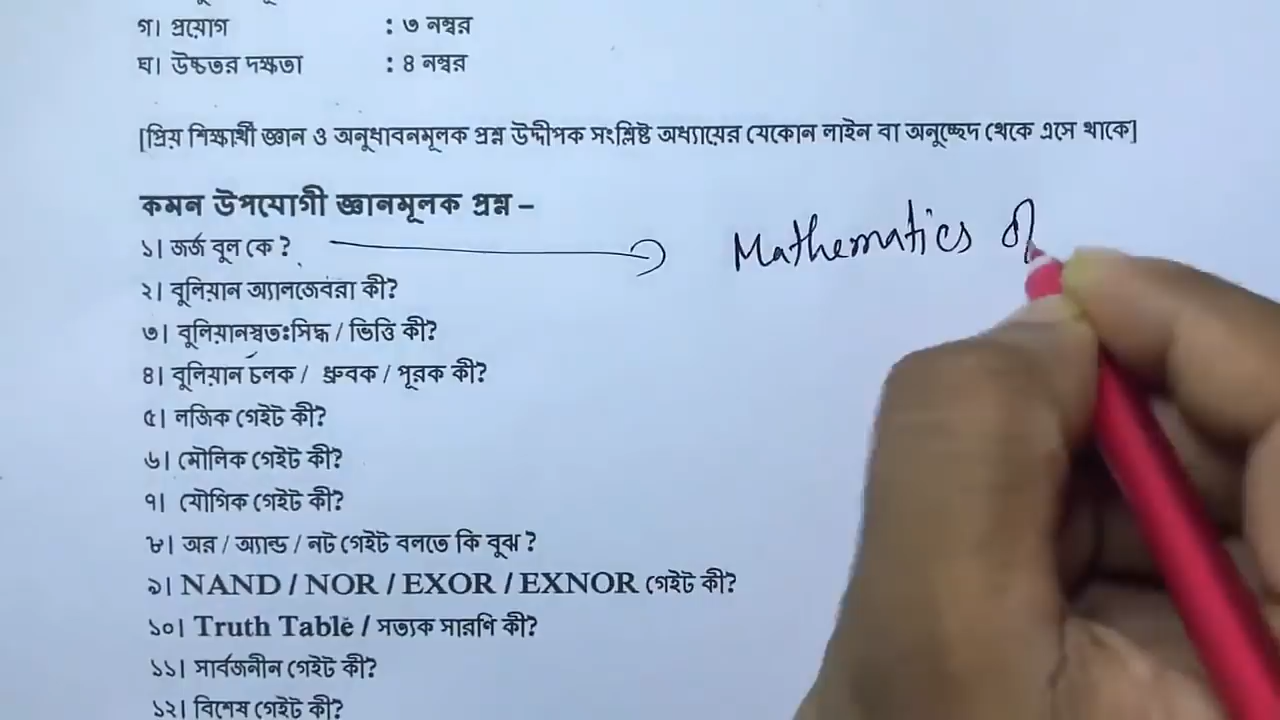 গ। প্রয়োগ : ৩ নম্বর
ঘ। উচ্চতর দক্ষতা : ৪ নম্বর
[প্রিয় শিক্ষার্থী জ্ঞান ও অনুধাবনমূলক প্রশ্ন উদ্দীপক সংশ্লিষ্ট অধ্যায়ের যেকোন লাইন বা অনুচ্ছেদ থেকে এসে থাকে]
কমন উপযোগী জ্ঞানমূলক প্রশ্ন –
১। জর্জ বুল কে ? Mathematics
২। বুলিয়ান অ্যালজেবরা কী?
৩। বুলিয়ানস্বতঃসিদ্ধ / ভিত্তি কী?
৪। বুলিয়ান চলক / ধ্রুবক / পূরক কী?
৫। লজিক গেইট কী?
৬। মৌলিক গেইট কী?
৭। যৌগিক গেইট কী?
৮। অর / অ্যান্ড / নট গেইট বলতে কি বুঝ ?
৯। NAND / NOR / EXOR / EXNOR গেইট কী?
১০। Truth Table / সত্যক সারণি কী?
১১। সার্বজনীন গেইট কী?
১২। বিশেষ গেইট কী?